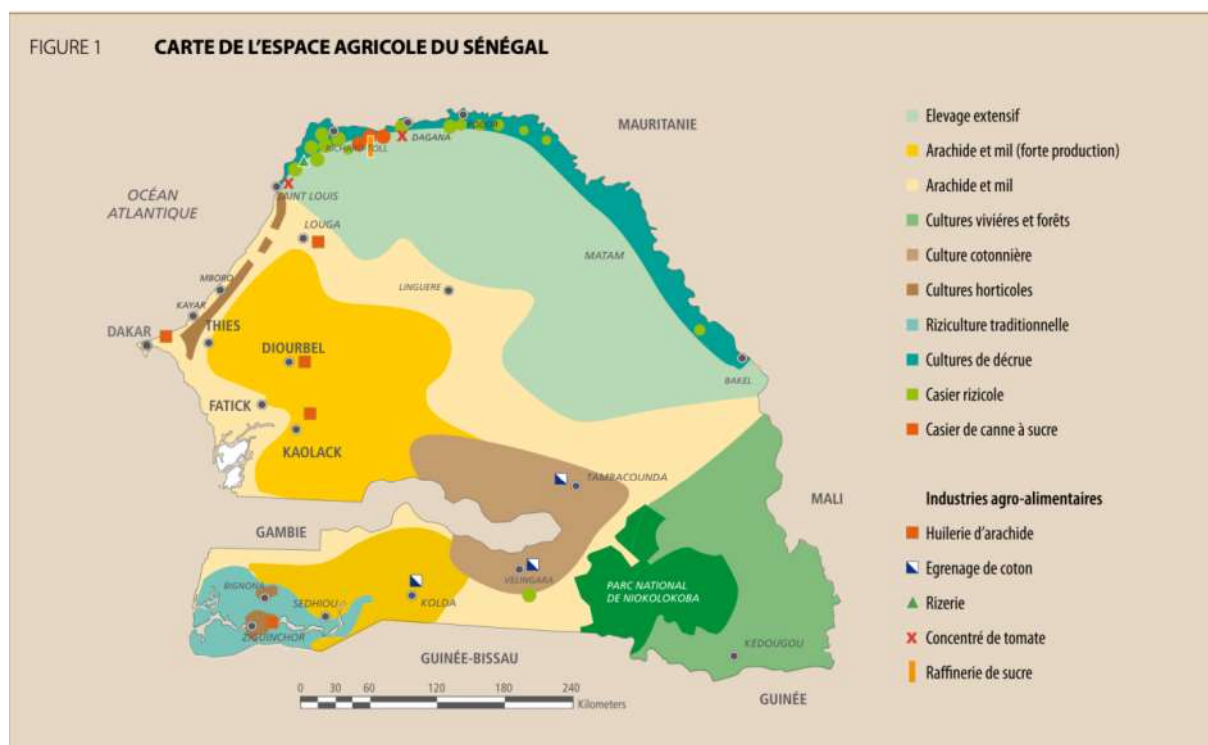 FIGURE 1 CARTE DE L'ESPACE AGRICOLE DU SÉNÉGAL
MAURITANIE
PODOR
DAGANA
RICHARD TOLL
OCÉAN
ATLANTIQUE
SAINT LOUIS
LOUGA
MATAM
LINGUERE
MBORO
KAYAR
DAKAR
THIES
DIOURBEL
BAKEL
FATICK
KAOLACK
TAMBACOUNDA
MALI
GAMBIE
VELINGARA
PARC NATIONAL
DE NIOKOLOKOBA
BIGNONA
SEDHIOU
KOLDA
ZIGUINCHOR
KEDOUGOU
GUINÉE-BISSAU
GUINÉE
0 30 60 120 180 240
Kilometers
Elevage extensif
Arachide et mil (forte production)
Arachide et mil
Cultures viviéres et forêts
Culture cotonnière
Cultures horticoles
Riziculture traditionnelle
Cultures de décrue
Casier rizicole
Casier de canne à sucre
Industries agro-alimentaires
Huilerie d'arachide
Egrenage de coton
Rizerie
Concentré de tomate
Raffinerie de sucre